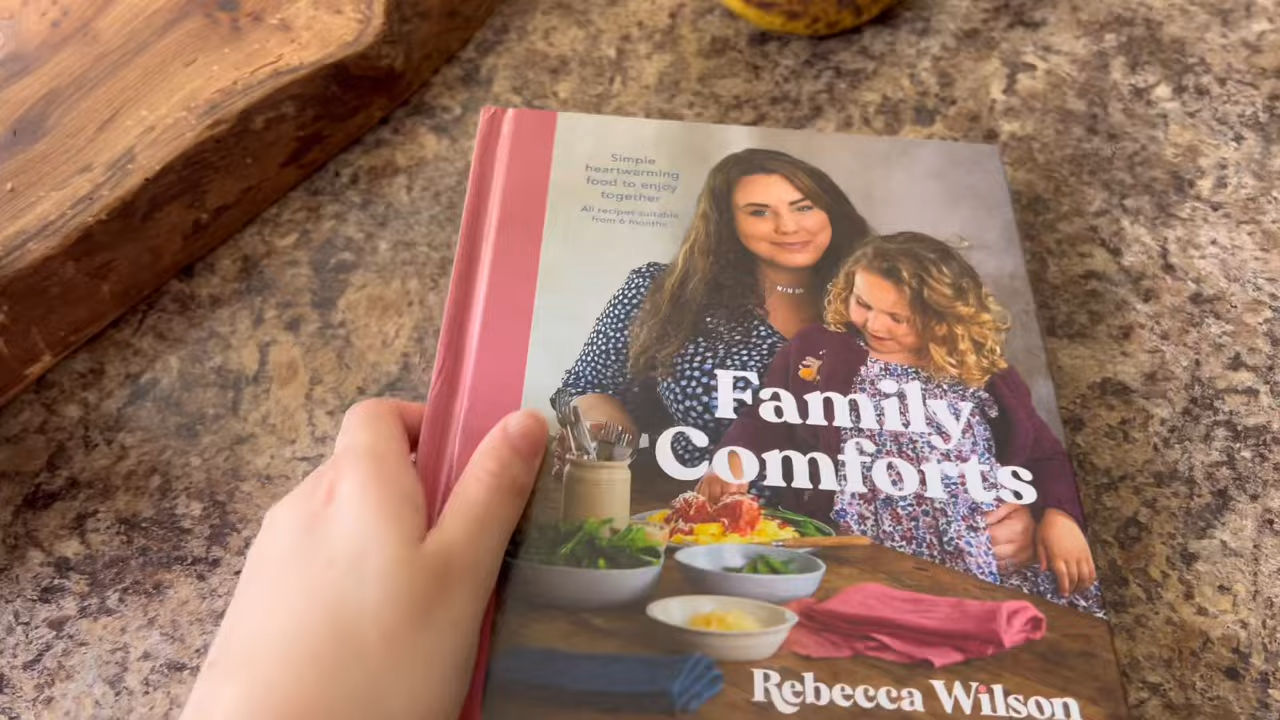 Simple
heartwarming
food to enjoy
together
All recipes suitable
from 6 months
Family
Comforts
Rebecca Wilson